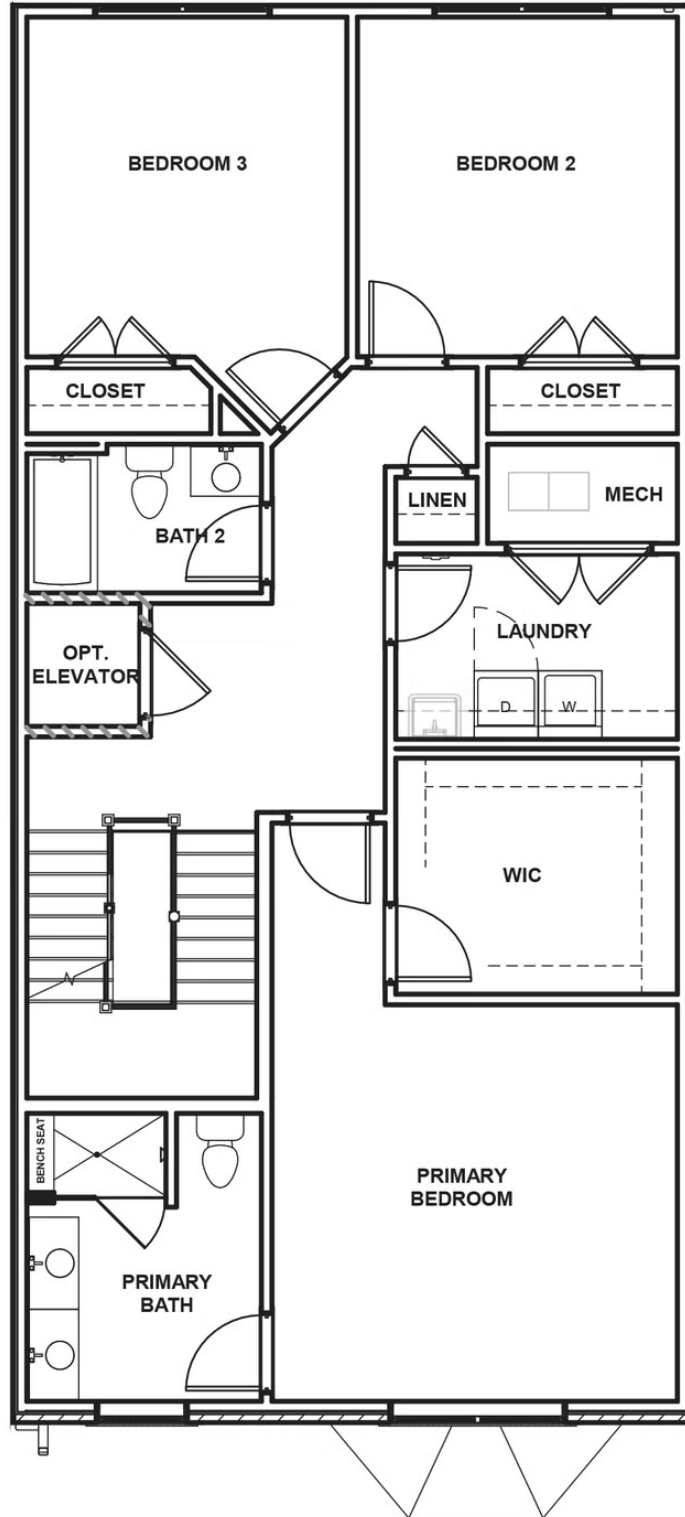 BEDROOM 3
BEDROOM 2
CLOSET
CLOSET
LINEN
MECH
BATH 2
LAUNDRY
OPT.
ELEVATOR
D
W
WIC
BENCH SEAT
PRIMARY
BEDROOM
PRIMARY
BATH